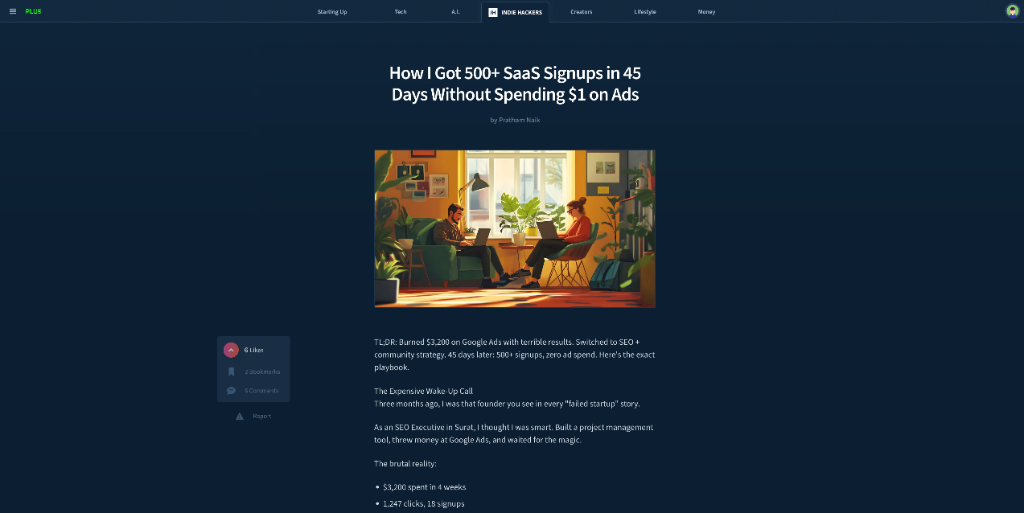 PLUS
Starting Up
Tech
A.I.
IH INDIE HACKERS
Creators
Lifestyle
Money
How I Got 500+ SaaS Signups in 45
Days Without Spending $1 on Ads
by Pratham Naik
6 Likes
2 Bookmarks
5 Comments
Report
TL;DR: Burned $3,200 on Google Ads with terrible results. Switched to SEO +
community strategy. 45 days later: 500+ signups, zero ad spend. Here's the exact
playbook.
The Expensive Wake-Up Call
Three months ago, I was that founder you see in every "failed startup" story.
As an SEO Executive in Surat, I thought I was smart. Built a project management
tool, threw money at Google Ads, and waited for the magic.
The brutal reality:
• $3,200 spent in 4 weeks
• 1,247 clicks, 18 signups